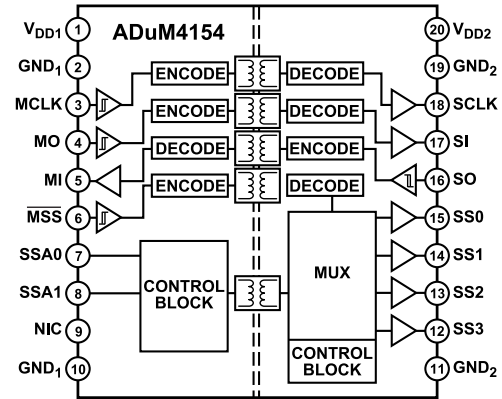 ADuM4154
VDD1 1
GND1 2
MCLK 3
MO 4
MI 5
MSS 6
SSA0 7
SSA1 8
NIC 9
GND1 10
ENCODE DECODE
ENCODE DECODE
DECODE ENCODE
ENCODE DECODE
CONTROL
BLOCK
MUX
CONTROL
BLOCK
20 VDD2
19 GND2
18 SCLK
17 SI
16 SO
15 SS0
14 SS1
13 SS2
12 SS3
11 GND2